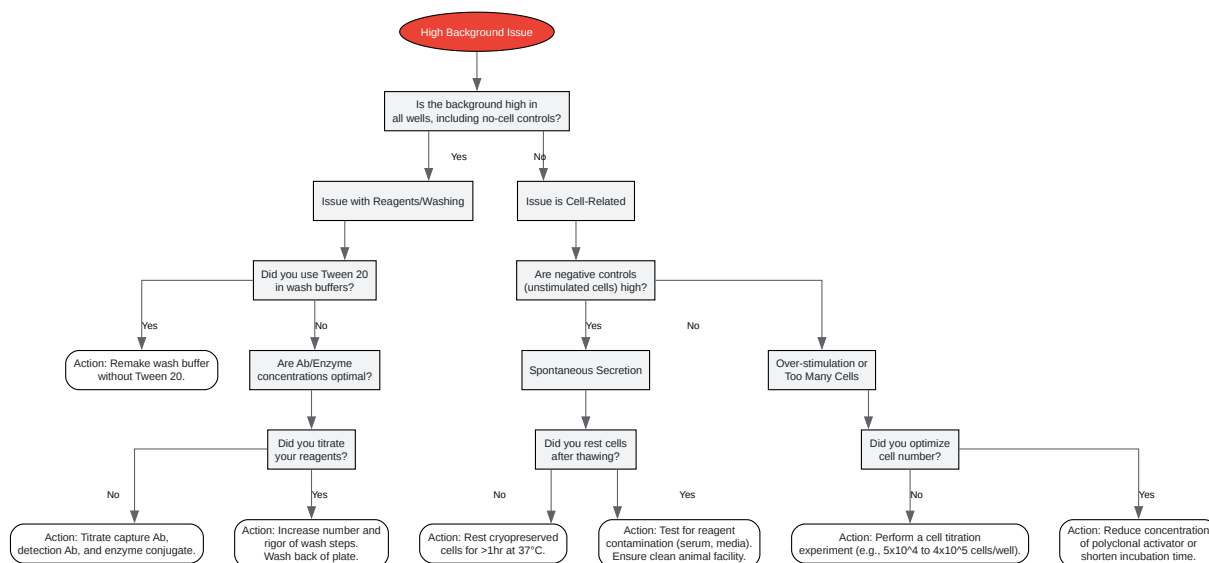 High Background Issue
Is the background high in
all wells, including no-cell controls?
Yes
No
Issue with Reagents/Washing
Issue is Cell-Related
Did you use Tween 20
in wash buffers?
Are negative controls
(unstimulated cells) high?
Yes
No
Yes
No
Action: Remake wash buffer
without Tween 20.
Are Ab/Enzyme
concentrations optimal?
Spontaneous Secretion
Over-stimulation or
Too Many Cells
Did you titrate
your reagents?
Did you rest cells
after thawing?
Did you optimize
cell number?
No
Yes
No
Yes
No
Yes
Action: Titrate capture Ab,
detection Ab, and enzyme conjugate.
Action: Increase number and
rigor of wash steps.
Wash back of plate.
Action: Rest cryopreserved
cells for >1hr at 37°C.
Action: Test for reagent
contamination (serum, media).
Ensure clean animal facility.
Action: Perform a cell titration
experiment (e.g., 5x10^4 to 4x10^5 cells/well).
Action: Reduce concentration
of polyclonal activator or
shorten incubation time.